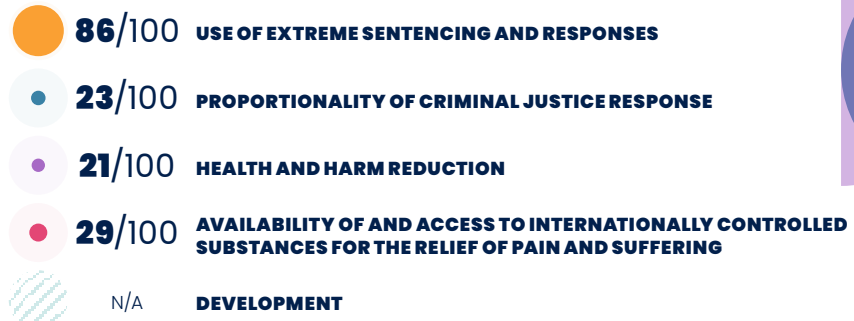 86/100 USE OF EXTREME SENTENCING AND RESPONSES
23/100 PROPORTIONALITY OF CRIMINAL JUSTICE RESPONSE
21/100 HEALTH AND HARM REDUCTION
29/100 AVAILABILITY OF AND ACCESS TO INTERNATIONALLY CONTROLLED
SUBSTANCES FOR THE RELIEF OF PAIN AND SUFFERING
N/A DEVELOPMENT